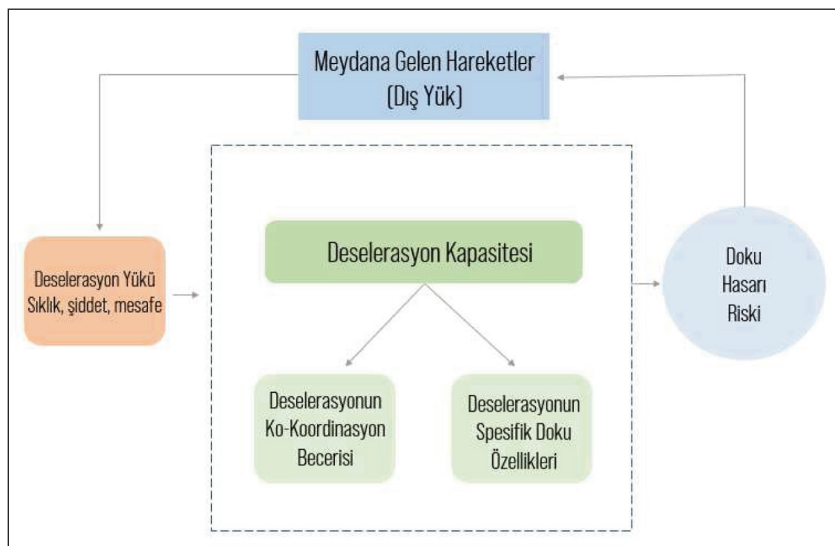 Meydana Gelen Hareketler
(Dış Yük)
Deselerasyon Yükü
Sıklık, şiddet, mesafe
Deselerasyon Kapasitesi
Deselerasyonun
Ko-Koordinasyon
Becerisi
Deselerasyonun
Spesifik Doku
Özellikleri
Doku
Hasarı
Riski